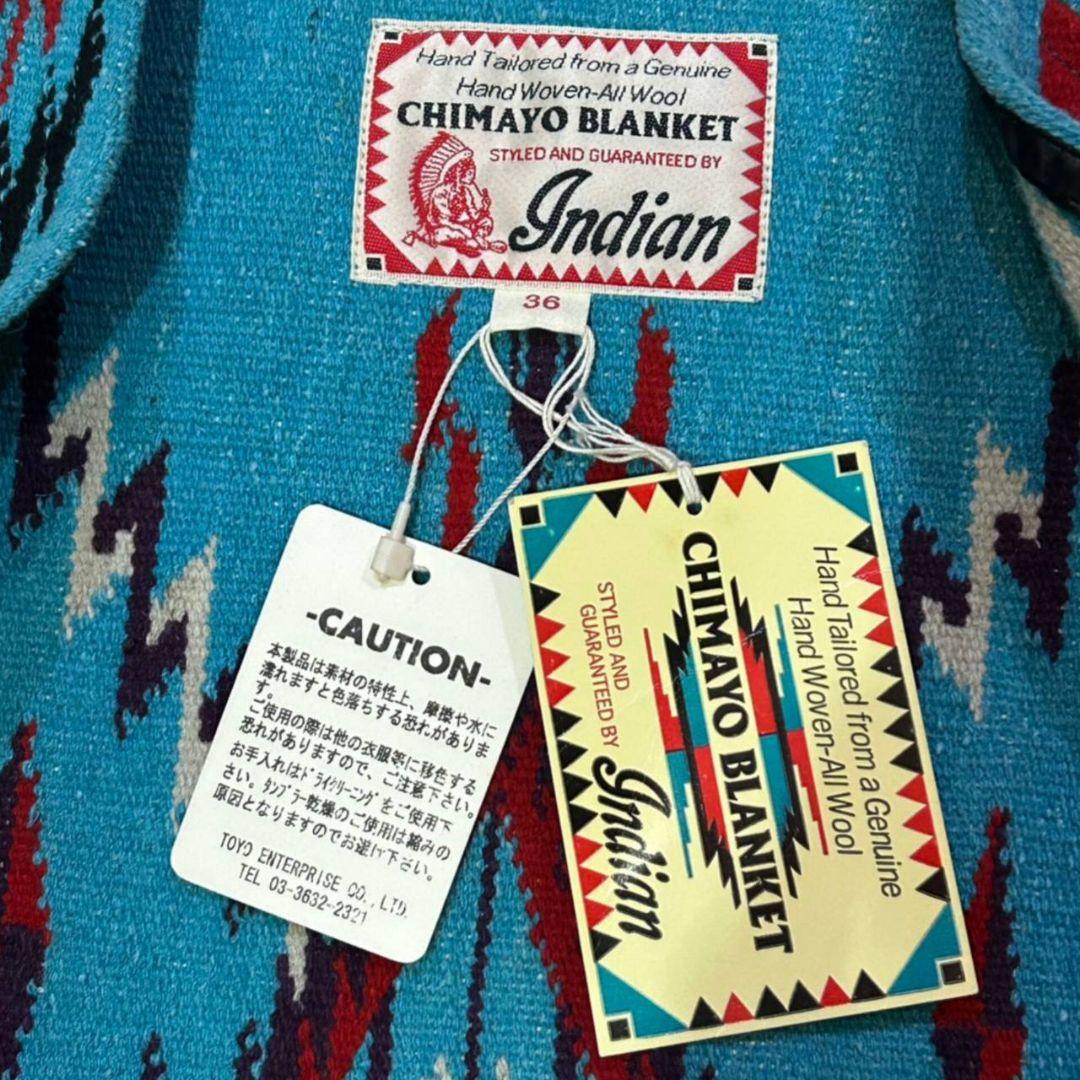 Hand Tailored from a Genuine
Hand Woven-All Wool
CHIMAYO BLANKET
STYLED AND GUARANTEED BY
Indian
36
-CAUTION-
本製品は素材の特性上、摩擦や水に
濡れますと色落ちする恐れがありま
す。
ご使用の際は他の衣服等に移色する
恐れがありますので、ご注意下さい。
お手入れはドライクリーニングをご使用下
さい。タンブラー乾燥のご使用は縮みの
原因となりますのでお避け下さい。
TOYO ENTERPRISE CO., LTD.
TEL 03-3632-2321
Hand Tailored from a Genuine
Hand Woven-All Wool
CHIMAYO BLANKET
STYLED AND
GUARANTEED BY
Indian